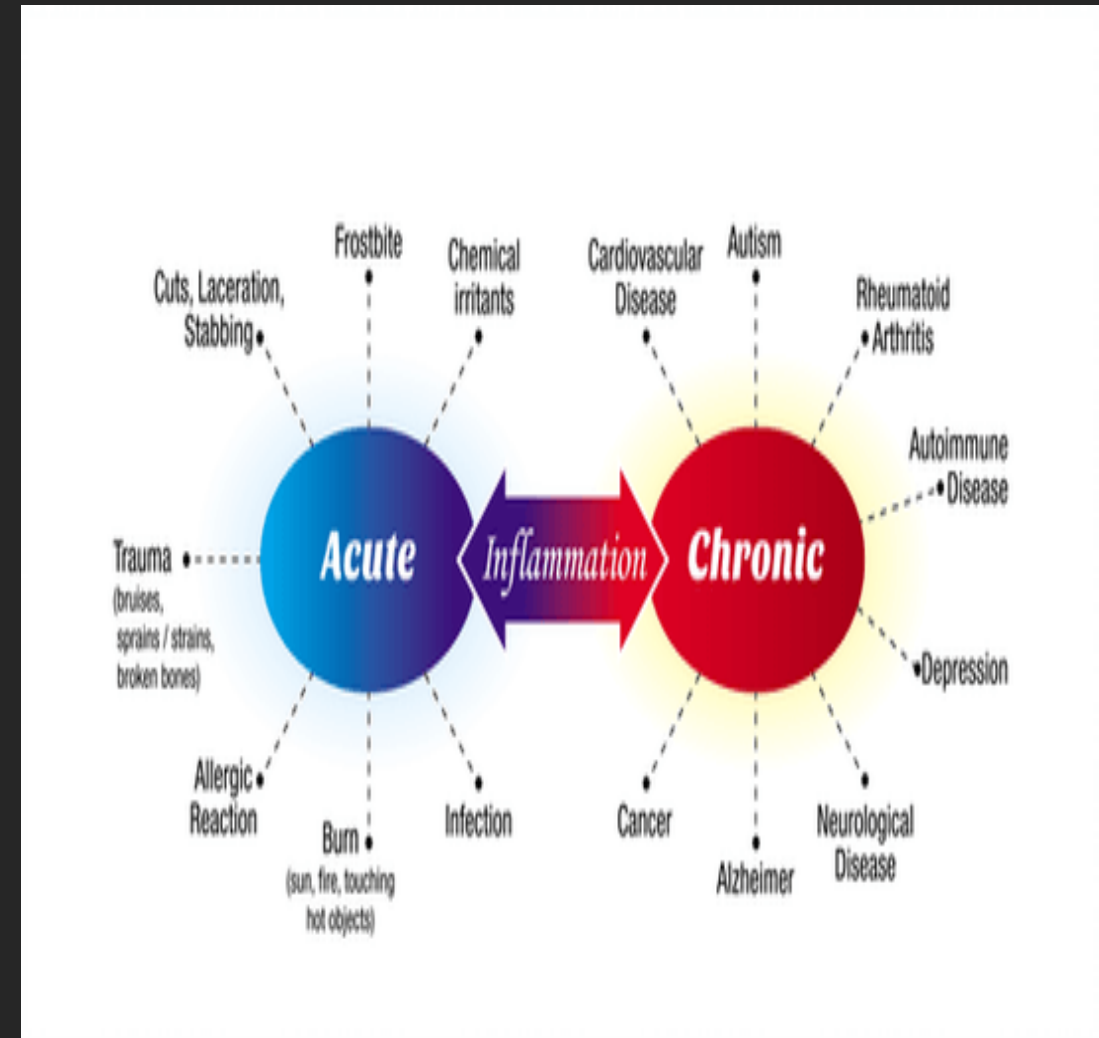 Frostbite
Cuts, Laceration,
Stabbing
Chemical
irritants
Trauma
(bruises,
sprains / strains,
broken bones)
Acute
Allergic
Reaction
Burn
(sun, fire, touching
hot objects)
Infection
Inflammation
Cardiovascular
Disease
Autism
Rheumatoid
Arthritis
Autoimmune
Disease
Chronic
Depression
Cancer
Alzheimer
Neurological
Disease